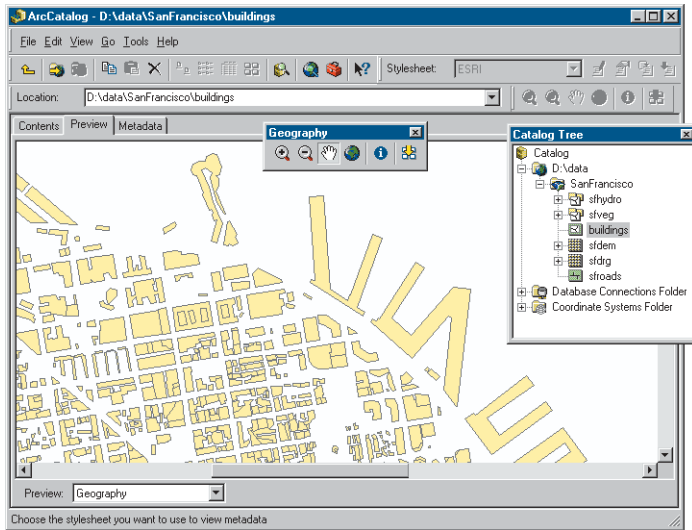 ArcCatalog - D:\data\SanFrancisco\buildings
File Edit View Go Tools Help
Stylesheet: ESRI
Location: D:\data\SanFrancisco\buildings
Contents Preview Metadata
Geography
Catalog Tree
Catalog
D:\data
SanFrancisco
sfhydro
sfveg
buildings
sfdem
sfdrg
sfroads
Database Connections Folder
Coordinate Systems Folder
Preview: Geography
Choose the stylesheet you want to use to view metadata